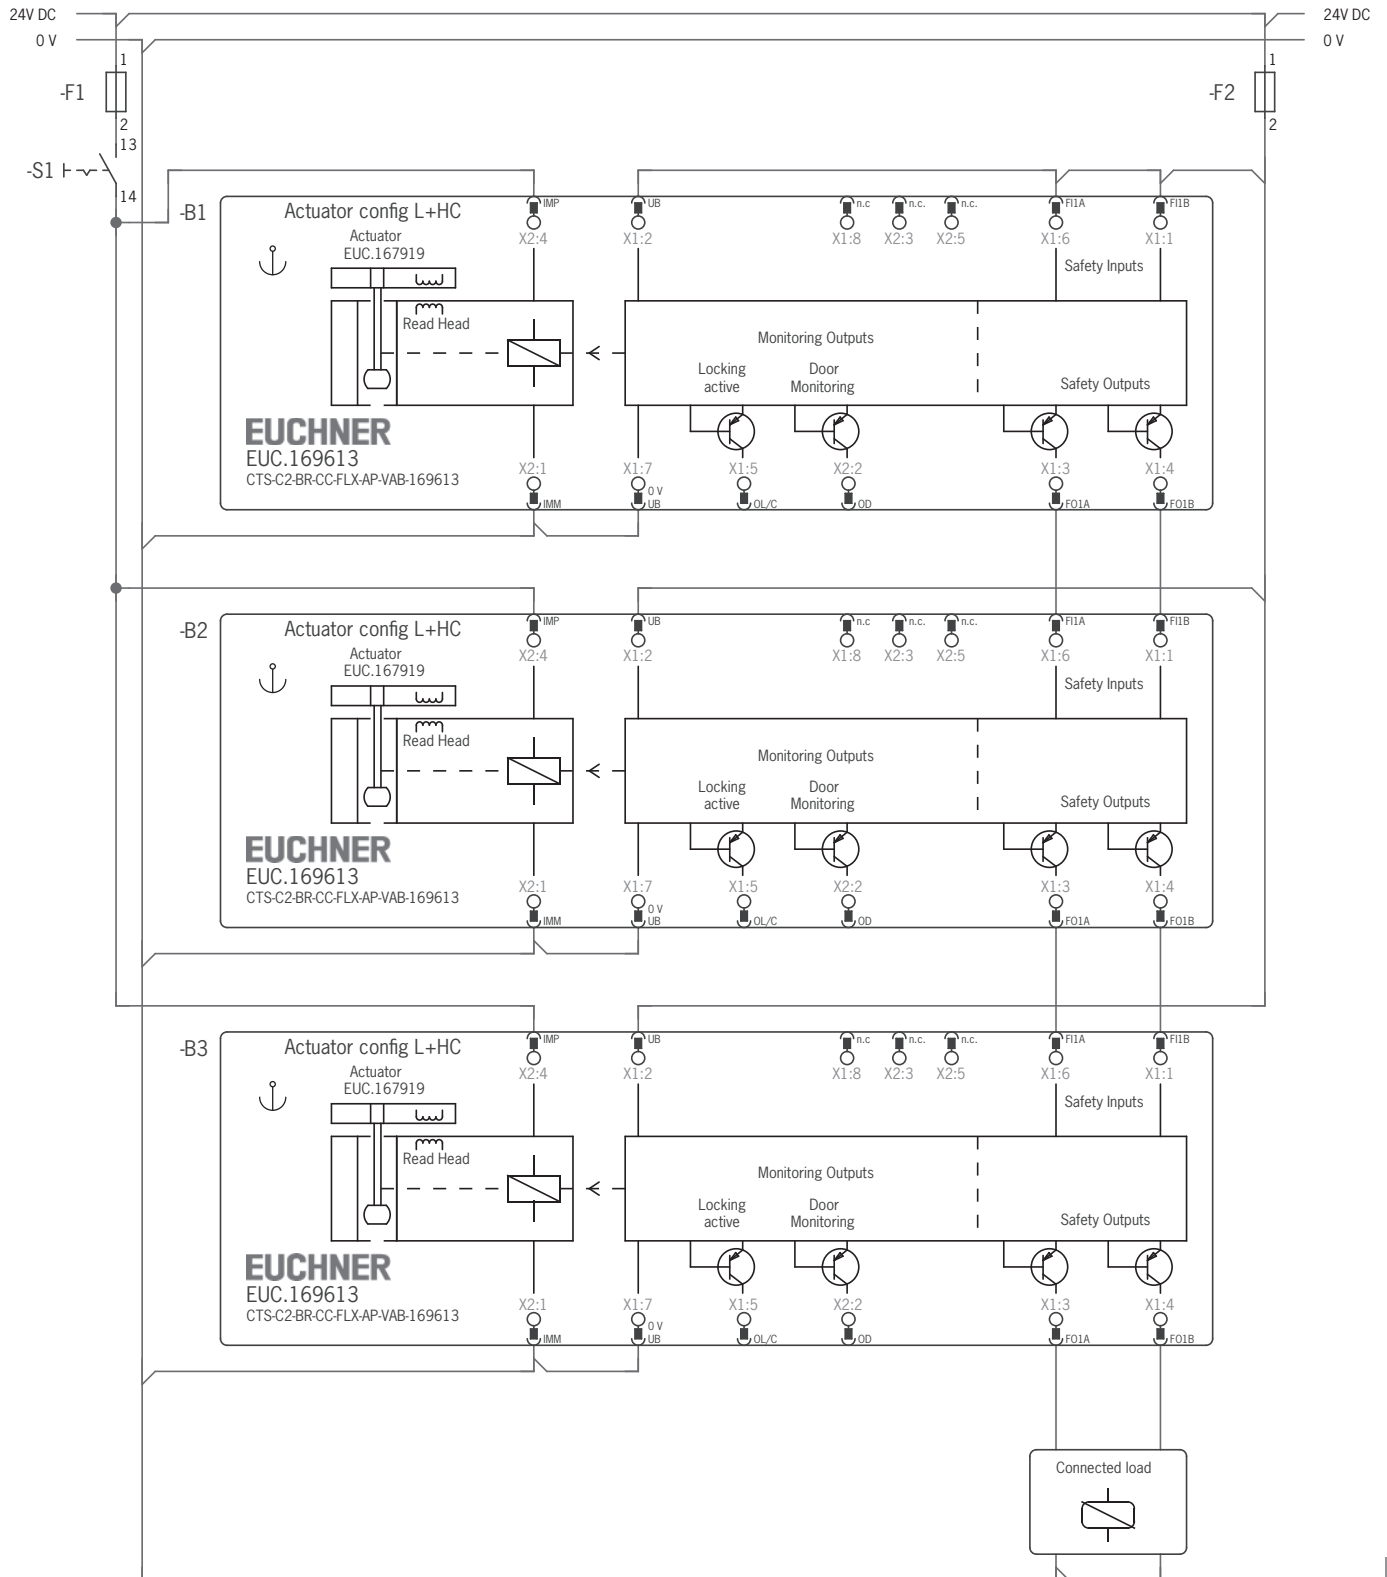 24V DC 24V DC
0 V 0 V
1 1
-F1 -F2
2 2
13
-S1
14
-B1 Actuator config L+HC IMP UB n.c n.c. n.c. FI1A FI1B
Actuator X2:4 X1:2 X1:8 X2:3 X2:5 X1:6 X1:1
EUC.167919
Safety Inputs
Read Head
Monitoring Outputs
Locking Door
active Monitoring Safety Outputs
EUCHNER
EUC.169613
X2:1 X1:7 X1:5 X2:2 X1:3 X1:4
CTS-C2-BR-CC-FLX-AP-VAB-169613
0 V
IMM UB OL/C OD FO1A FO1B
-B2 Actuator config L+HC IMP UB n.c n.c. n.c. FI1A FI1B
Actuator X2:4 X1:2 X1:8 X2:3 X2:5 X1:6 X1:1
EUC.167919
Safety Inputs
Read Head
Monitoring Outputs
Locking Door
active Monitoring Safety Outputs
EUCHNER
EUC.169613
X2:1 X1:7 X1:5 X2:2 X1:3 X1:4
CTS-C2-BR-CC-FLX-AP-VAB-169613
0 V
IMM UB OL/C OD FO1A FO1B
-B3 Actuator config L+HC IMP UB n.c n.c. n.c. FI1A FI1B
Actuator X2:4 X1:2 X1:8 X2:3 X2:5 X1:6 X1:1
EUC.167919
Safety Inputs
Read Head
Monitoring Outputs
Locking Door
active Monitoring Safety Outputs
EUCHNER
EUC.169613
X2:1 X1:7 X1:5 X2:2 X1:3 X1:4
CTS-C2-BR-CC-FLX-AP-VAB-169613
0 V
IMM UB OL/C OD FO1A FO1B
Connected load